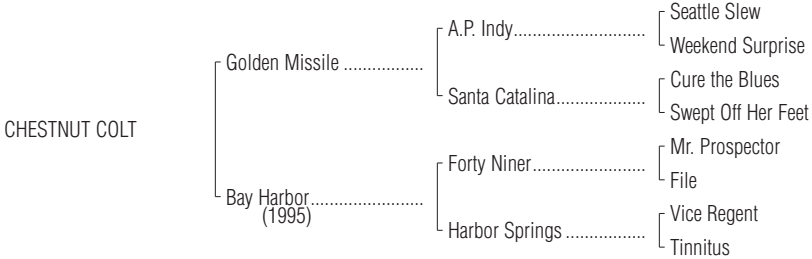 Seattle Slew
A.P. Indy..............................
Weekend Surprise
Golden Missile ..................
Cure the Blues
Santa Catalina....................
Swept Off Her Feet
CHESTNUT COLT
Mr. Prospector
Forty Niner.........................
File
Bay Harbor.........................
(1995)
Vice Regent
Harbor Springs ..................
Tinnitus